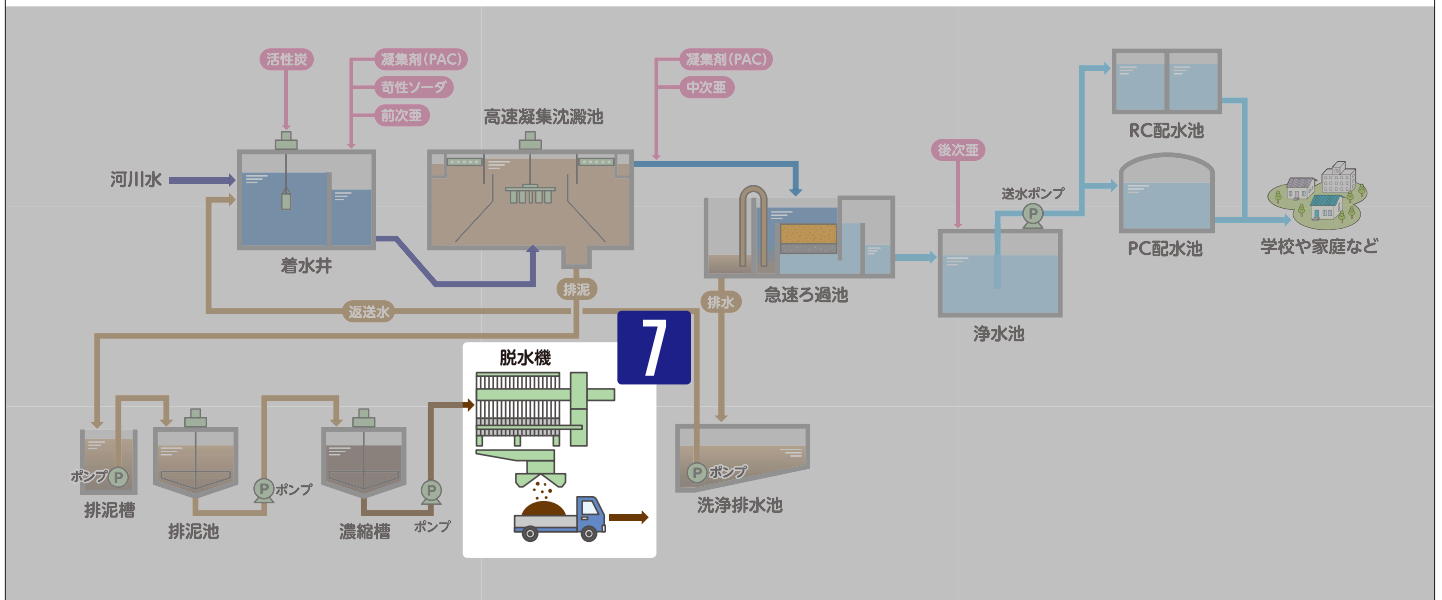 活性炭
凝集剤(PAC)
苛性ソーダ
前次亜
高速凝集沈澱池
凝集剤(PAC)
中次亜
後次亜
RC配水池
河川水
送水ポンプ
P
PC配水池
学校や家庭など
着水井
排泥
急速ろ過池
排水
浄水池
返送水
7
脱水機
ポンプ
P
排泥槽
排泥池
P
ポンプ
濃縮槽
P
ポンプ
P
ポンプ
洗浄排水池